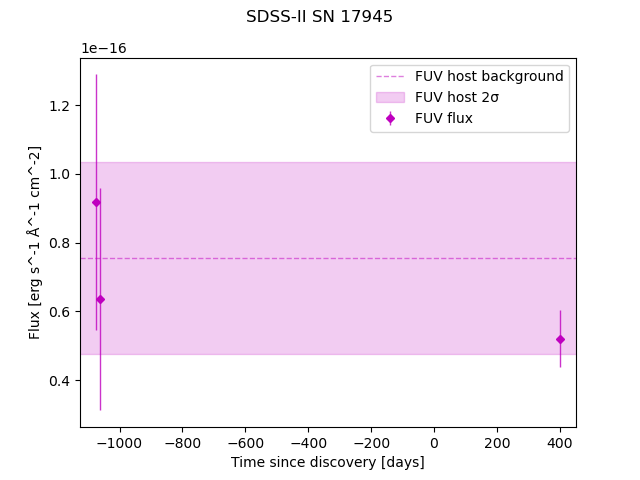 SDSS-II SN 17945
1e−16
FUV host background
FUV host 2σ
FUV flux
1.2
1.0
0.8
0.6
0.4
Flux [erg s^-1 Å^-1 cm^-2]
−1000
−800
−600
−400
−200
0
200
400
Time since discovery [days]